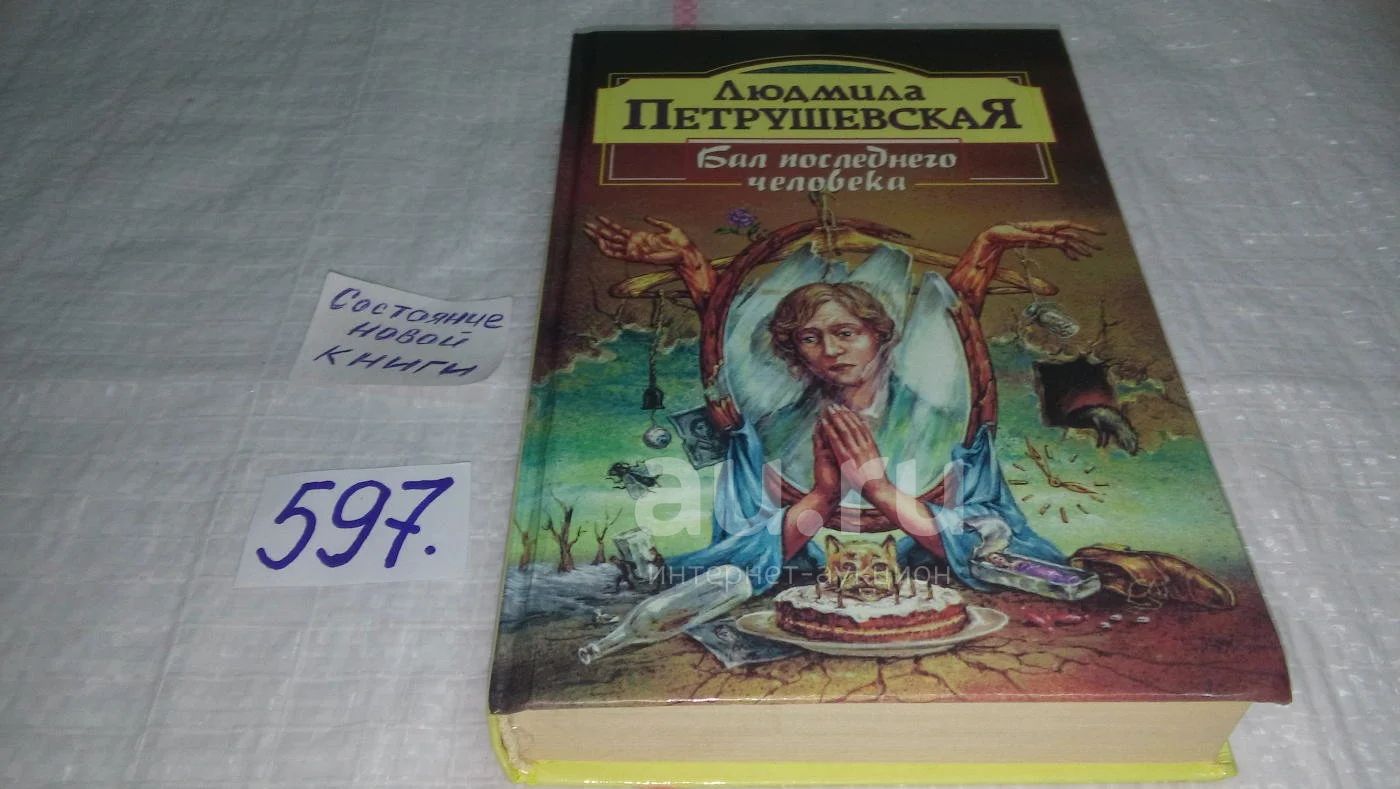 Людмила
ПЕТРУШЕВСКАЯ
Бал последнего
человека
Состояние
новой
книги
597.
au.ru
интернет-аукцион